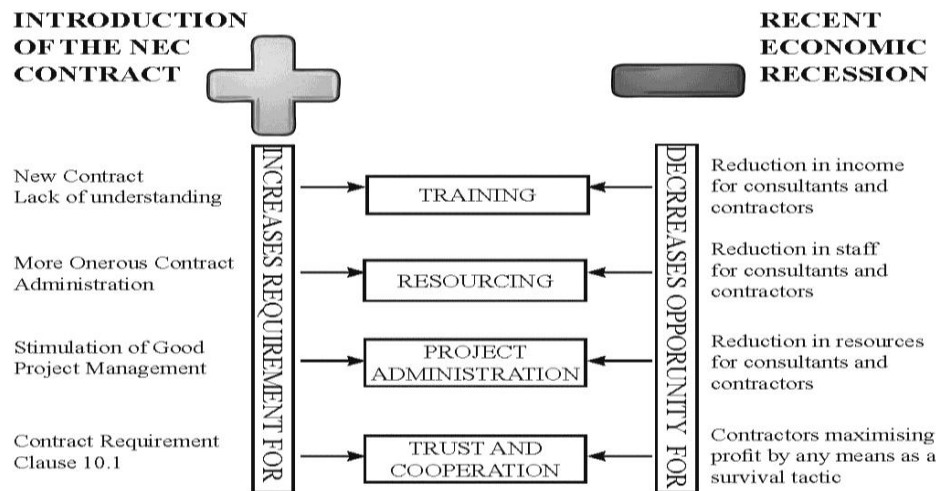 INTRODUCTION
OF THE NEC
CONTRACT
RECENT
ECONOMIC
RECESSION
INCREASES REQUIREMENT FOR
DECRREASES OPPORUNITY FOR
New Contract
Lack of understanding
TRAINING
Reduction in income
for consultants and
contractors
More Onerous Contract
Administration
RESOURCING
Reduction in staff
for consultants and
contractors
Stimulation of Good
Project Management
PROJECT
ADMINISTRATION
Reduction in resources
for consultants and
contractors
Contract Requirement
Clause 10.1
TRUST AND
COOPERATION
Contractors maximising
profit by any means as a
survival tactic